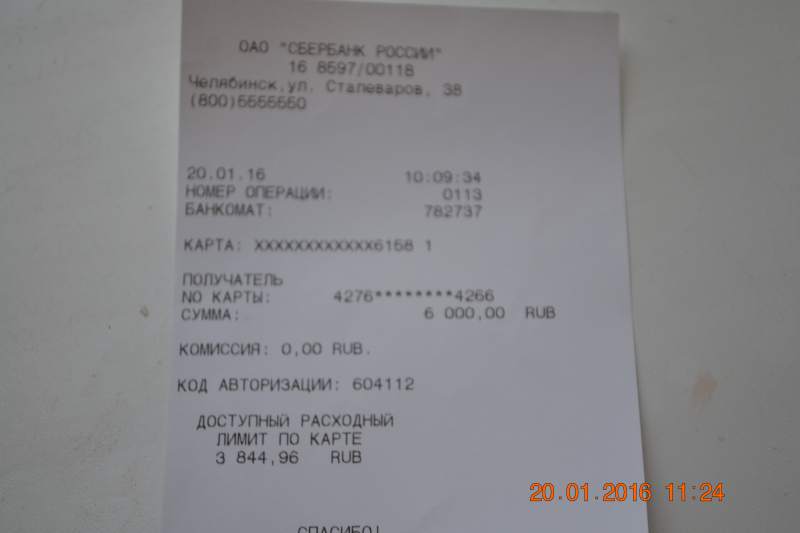 ОАО "СБЕРБАНК РОССИИ"
16 8597/00118
Челябинск,ул. Сталеваров, 38
(800)5555550
20.01.16 10:09:34
НОМЕР ОПЕРАЦИИ: 0113
БАНКОМАТ: 782737
КАРТА: XXXXXXXXXXXX6158 1
ПОЛУЧАТЕЛЬ
NO КАРТЫ: 4276********4266
СУММА: 6 000,00 RUB
КОМИССИЯ: 0,00 RUB.
КОД АВТОРИЗАЦИИ: 604112
ДОСТУПНЫЙ РАСХОДНЫЙ
ЛИМИТ ПО КАРТЕ
3 844,96 RUB
СПАСИБО!
20.01.2016 11:24